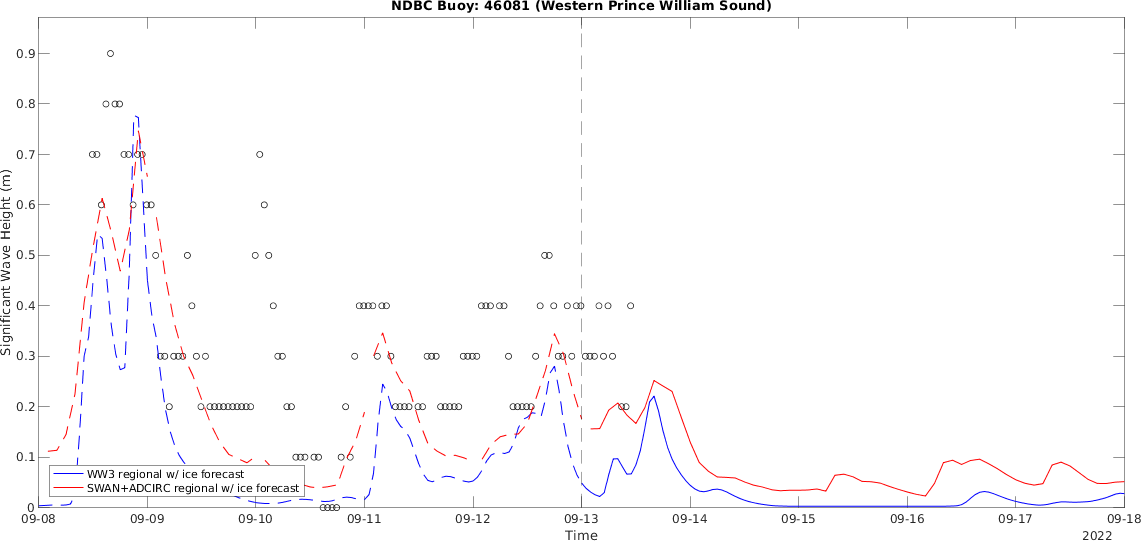 NDBC Buoy: 46081 (Western Prince William Sound)
Significant Wave Height (m)
0.9
0.8
0.7
0.6
0.5
0.4
0.3
0.2
0.1
0
WW3 regional w/ ice forecast
SWAN+ADCIRC regional w/ ice forecast
09-08 09-09 09-10 09-11 09-12 09-13 09-14 09-15 09-16 09-17 09-18
Time
2022